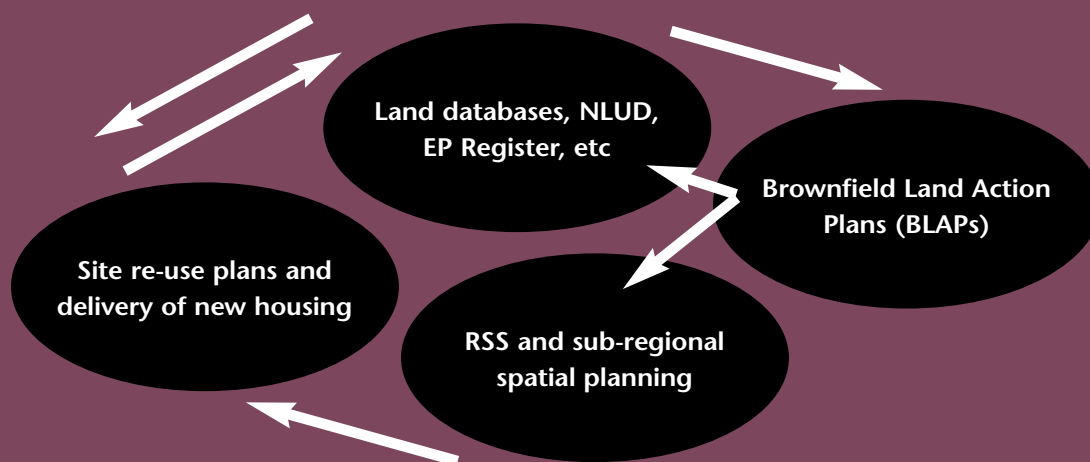 Land databases, NLUD,
EP Register, etc
Brownfield Land Action
Plans (BLAPs)
Site re-use plans and
delivery of new housing
RSS and sub-regional
spatial planning